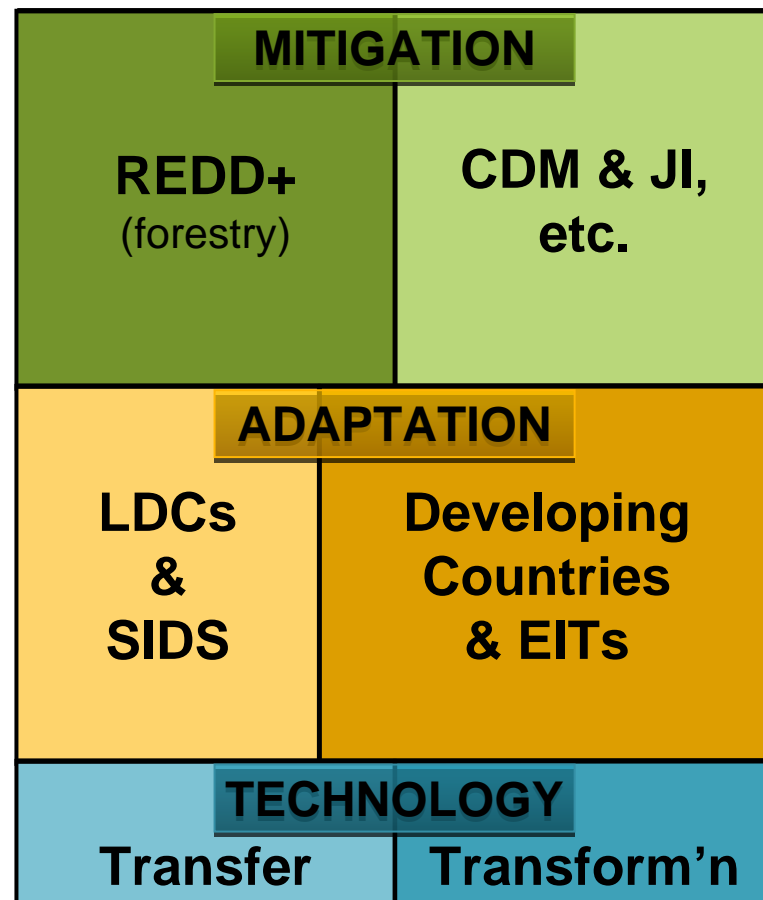 MITIGATION
REDD+
(forestry)
CDM & JI,
etc.
ADAPTATION
LDCs
&
SIDS
Developing
Countries
& EITs
TECHNOLOGY
Transfer
Transform'n